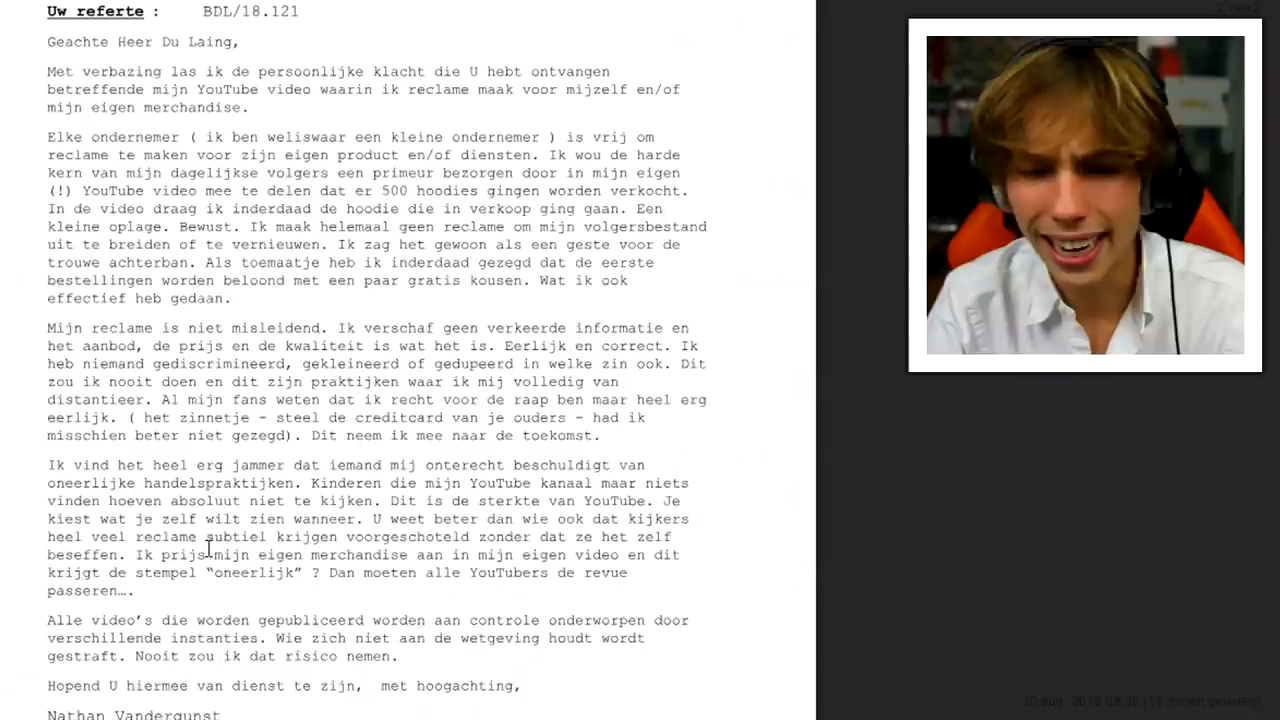 Uw referte : BDL/18.121
Geachte Heer Du Laing,
Met verbazing las ik de persoonlijke klacht die U hebt ontvangen
betreffende mijn YouTube video waarin ik reclame maak voor mijzelf en/of
mijn eigen merchandise.
Elke ondernemer ( ik ben weliswaar een kleine ondernemer ) is vrij om
reclame te maken voor zijn eigen product en/of diensten. Ik wou de harde
kern van mijn dagelijkse volgers een primeur bezorgen door in mijn eigen
(!) YouTube video mee te delen dat er 500 hoodies gingen worden verkocht.
In de video draag ik inderdaad de hoodie die in verkoop ging gaan. Een
kleine oplage. Bewust. Ik maak helemaal geen reclame om mijn volgersbestand
uit te breiden of te vernieuwen. Ik zag het gewoon als een geste voor de
trouwe achterban. Als toemaatje heb ik inderdaad gezegd dat de eerste
bestellingen worden beloond met een paar gratis kousen. Wat ik ook
effectief heb gedaan.
Mijn reclame is niet misleidend. Ik verschaf geen verkeerde informatie en
het aanbod, de prijs en de kwaliteit is wat het is. Eerlijk en correct. Ik
heb niemand gediscrimineerd, gekleineerd of gedupeerd in welke zin ook. Dit
zou ik nooit doen en dit zijn praktijken waar ik mij volledig van
distantieer. Al mijn fans weten dat ik recht voor de raap ben maar heel erg
eerlijk. ( het zinnetje - steel de creditcard van je ouders - had ik
misschien beter niet gezegd). Dit neem ik mee naar de toekomst.
Ik vind het heel erg jammer dat iemand mij onterecht beschuldigt van
oneerlijke handelspraktijken. Kinderen die mijn YouTube kanaal maar niets
vinden hoeven absoluut niet te kijken. Dit is de sterkte van YouTube. Je
kiest wat je zelf wilt zien wanneer. U weet beter dan wie ook dat kijkers
heel veel reclame subtiel krijgen voorgeschoteld zonder dat ze het zelf
beseffen. Ik prijs mijn eigen merchandise aan in mijn eigen video en dit
krijgt de stempel “oneerlijk” ? Dan moeten alle YouTubers de revue
passeren….
Alle video’s die worden gepubliceerd worden aan controle onderworpen door
verschillende instanties. Wie zich niet aan de wetgeving houdt wordt
gestraft. Nooit zou ik dat risico nemen.
Hopend U hiermee van dienst te zijn, met hoogachting,
Nathan Vandergunst
2 van 2
30 aug. 2019 09:39